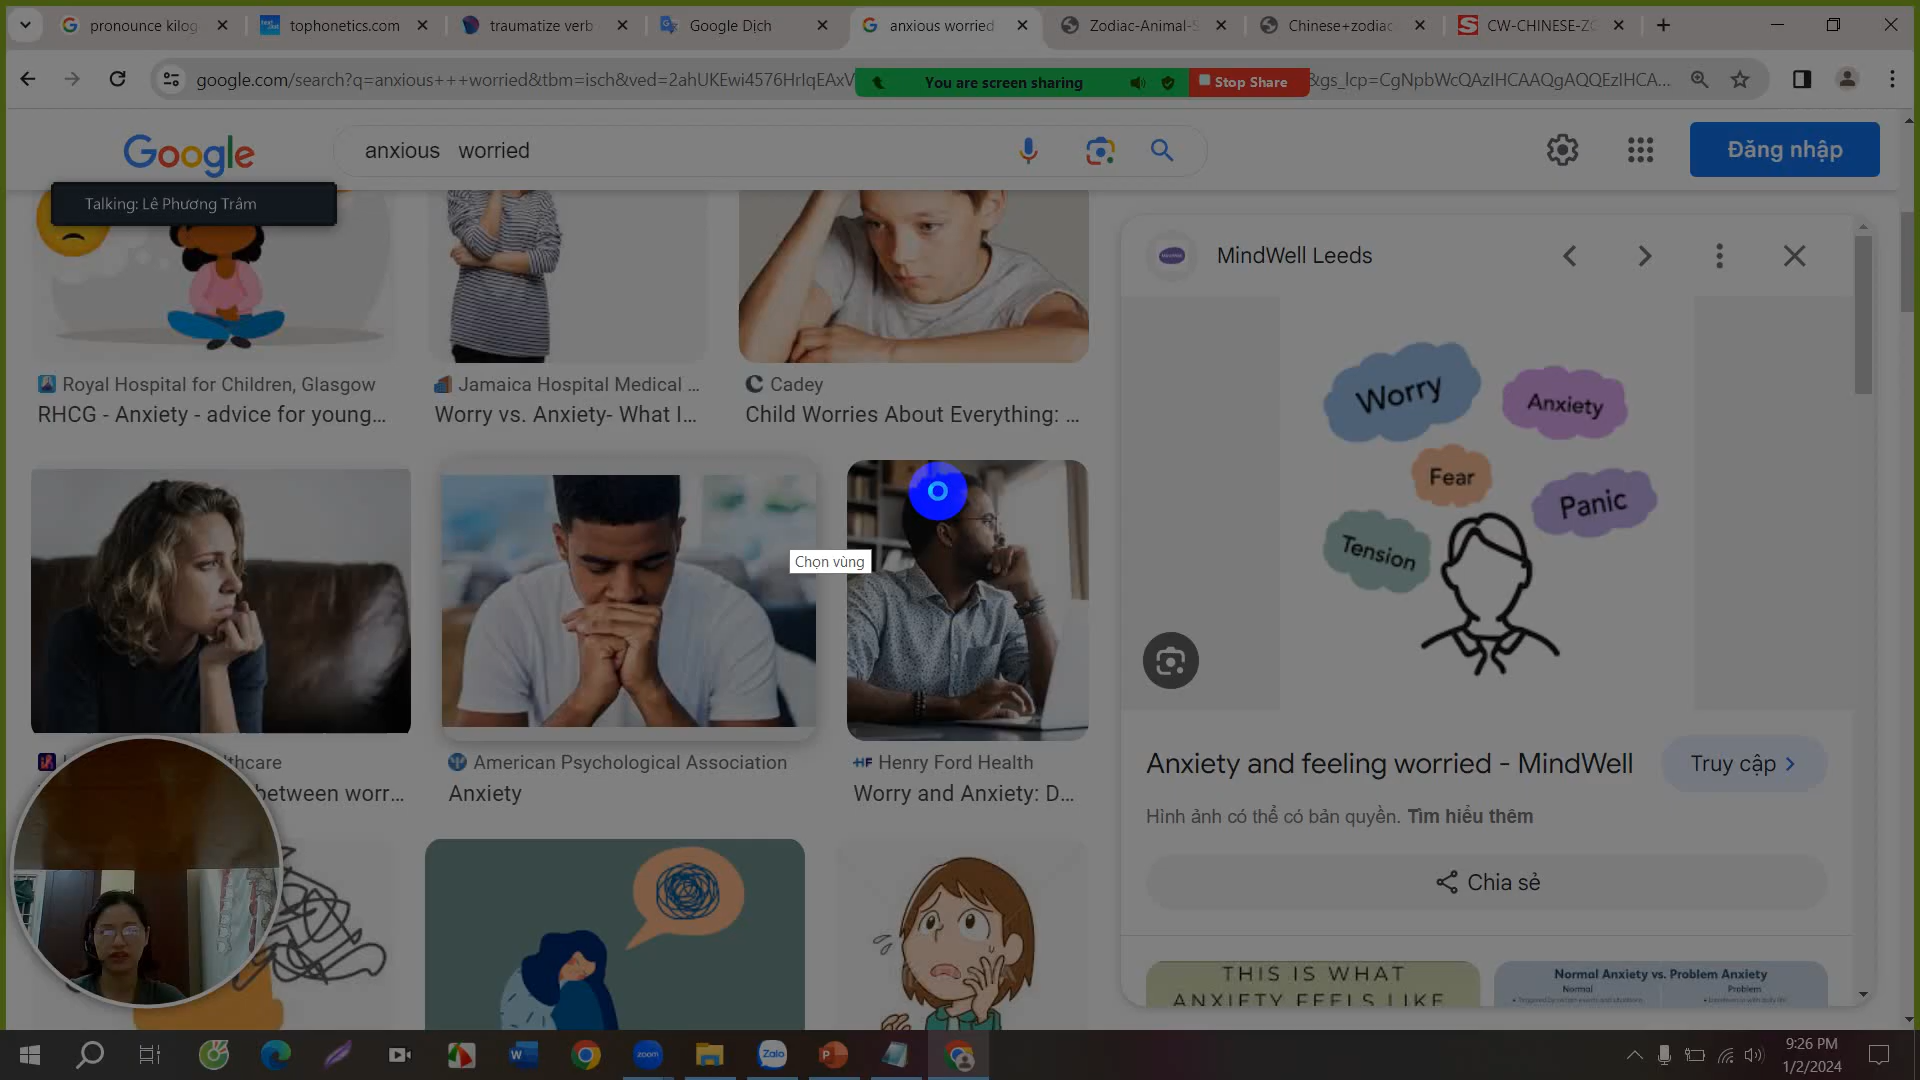 pronounce kilog
tophonetics.com
traumatize verb
Google Dịch
anxious worried
Zodiac-Animal-S
Chinese+zodiac
CW-CHINESE-ZO
google.com/search?q=anxious+++worried&tbm=isch&ved=2ahUKEwi4576HrIqEAxV
You are screen sharing
Stop Share
&gs_lcp=CgNpbWcQAzIHCAAQgAQQEzIHCA...
Google
anxious worried
Đăng nhập
Talking: Lê Phương Trâm
MindWell Leeds
Royal Hospital for Children, Glasgow
RHCG - Anxiety - advice for young...
Jamaica Hospital Medical ...
Worry vs. Anxiety- What I...
Cadey
Child Worries About Everything: ...
Worry
Anxiety
Fear
Panic
Tension
Chọn vùng
thcare
between worr...
American Psychological Association
Anxiety
Henry Ford Health
Worry and Anxiety: D...
Anxiety and feeling worried - MindWell
Truy cập
Hình ảnh có thể có bản quyền. Tìm hiểu thêm
Chia sẻ
THIS IS WHAT
ANXIETY FEELS LIKE
Normal Anxiety vs. Problem Anxiety
Normal
Problem
zoom
Zalo
9:26 PM
1/2/2024